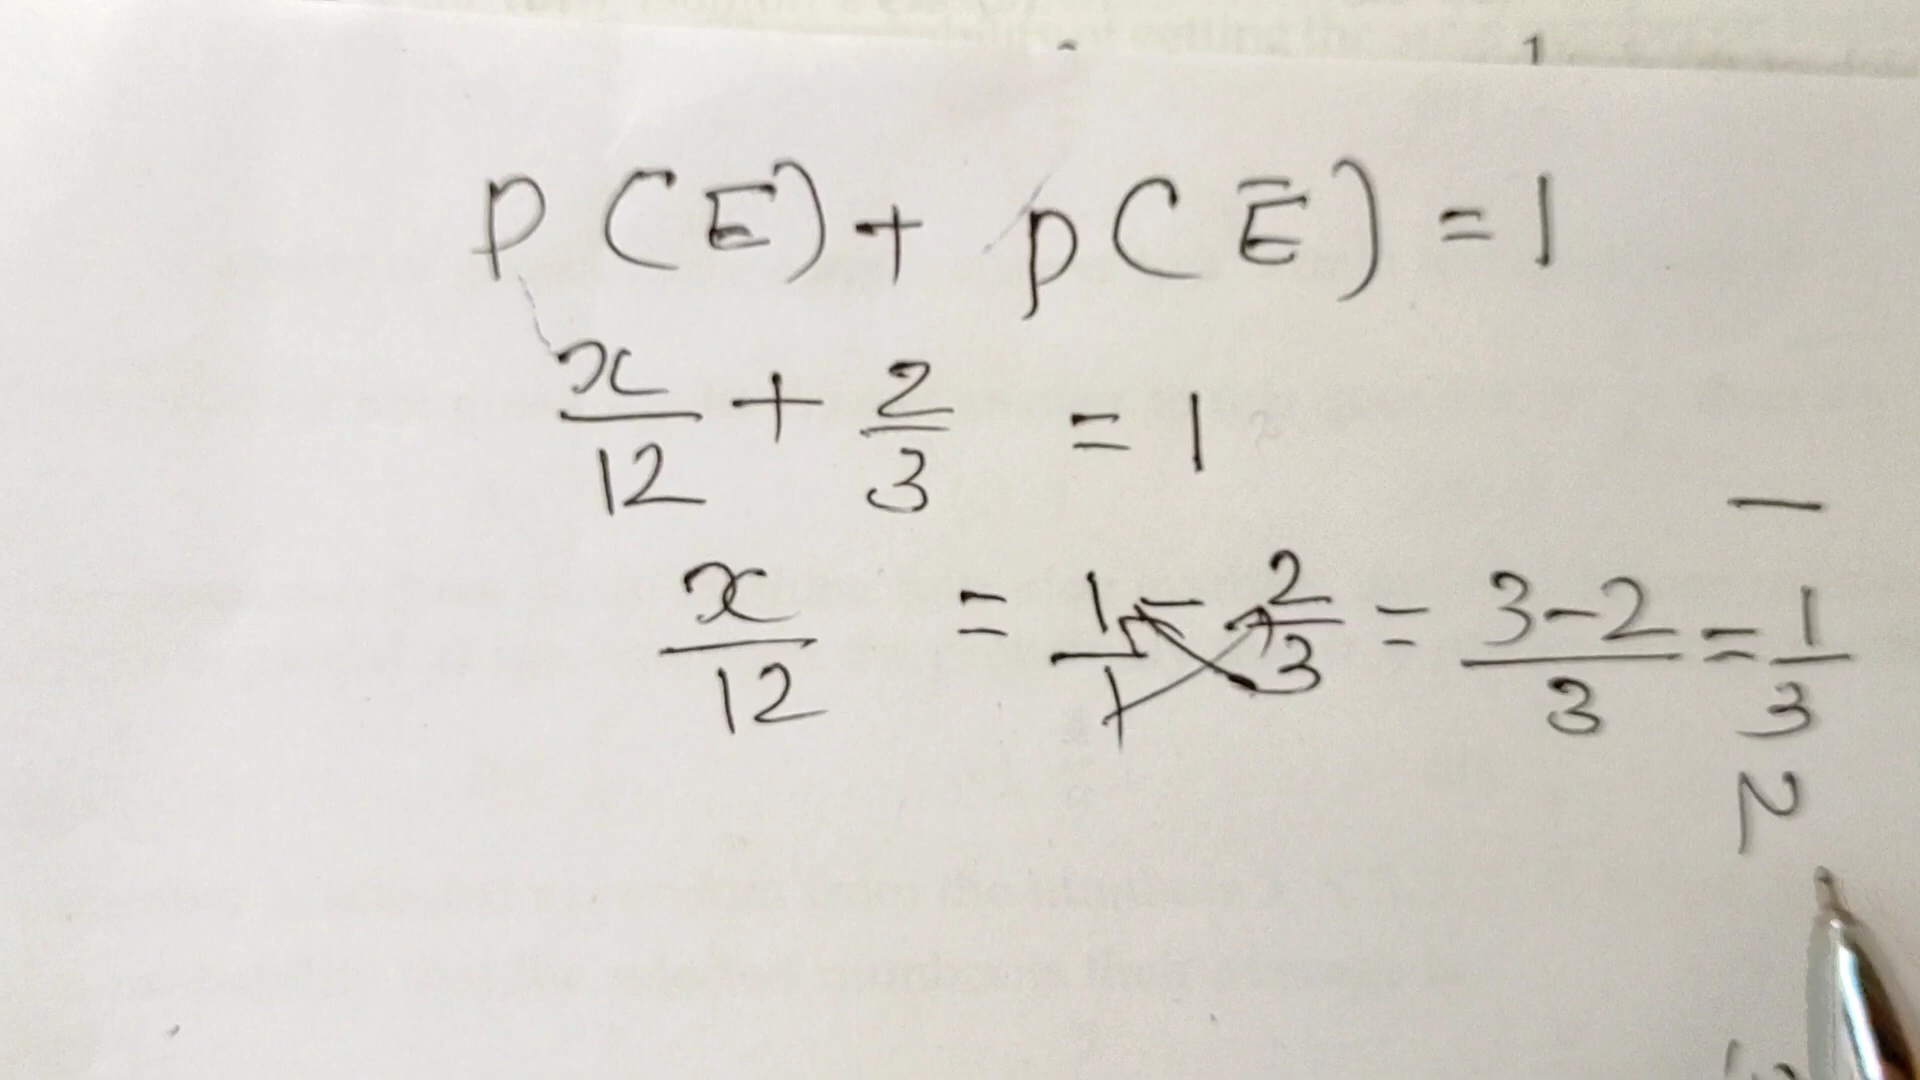 P(E) + P(Ē) = 1
x/12 + 2/3 = 1
x/12 = 1/1 - 2/3 = 3-2/3 = 1/3